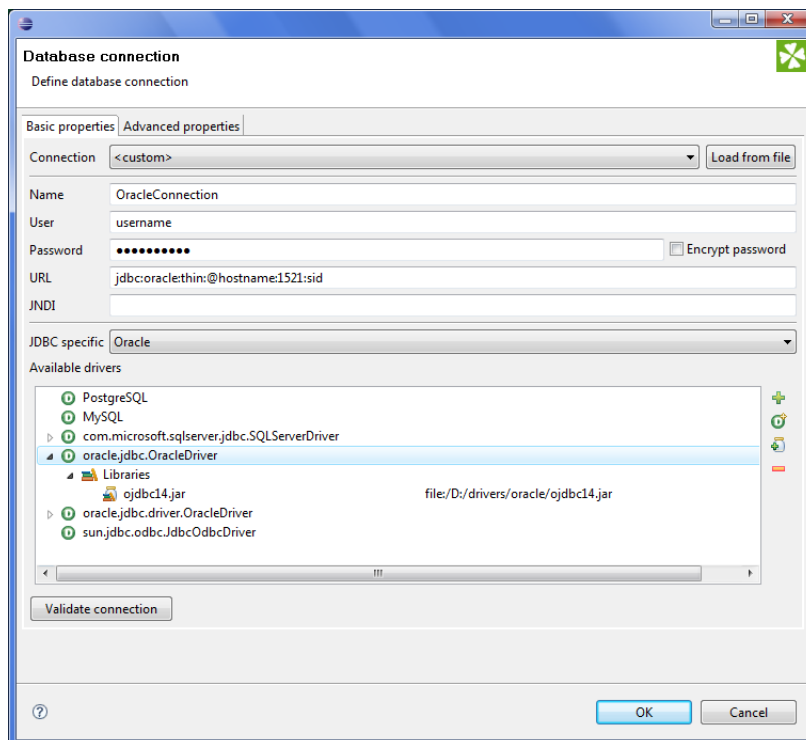 Database connection
Define database connection
Basic properties Advanced properties
Connection <custom> Load from file
Name OracleConnection
User username
Password •••••••••• Encrypt password
URL jdbc:oracle:thin:@hostname:1521:sid
JNDI
JDBC specific Oracle
Available drivers
PostgreSQL
MySQL
com.microsoft.sqlserver.jdbc.SQLServerDriver
oracle.jdbc.OracleDriver
Libraries
ojdbc14.jar file:/D:/drivers/oracle/ojdbc14.jar
oracle.jdbc.driver.OracleDriver
sun.jdbc.odbc.JdbcOdbcDriver
Validate connection
OK Cancel